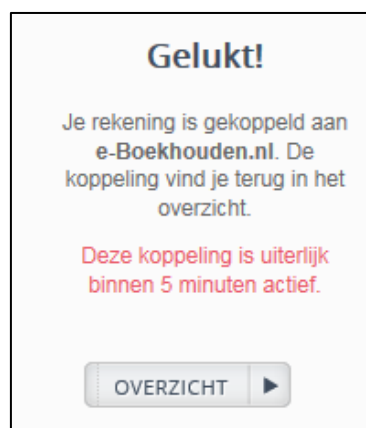 Gelukt!
Je rekening is gekoppeld aan
e-Boekhouden.nl. De
koppeling vind je terug in het
overzicht.
Deze koppeling is uiterlijk
binnen 5 minuten actief.
OVERZICHT